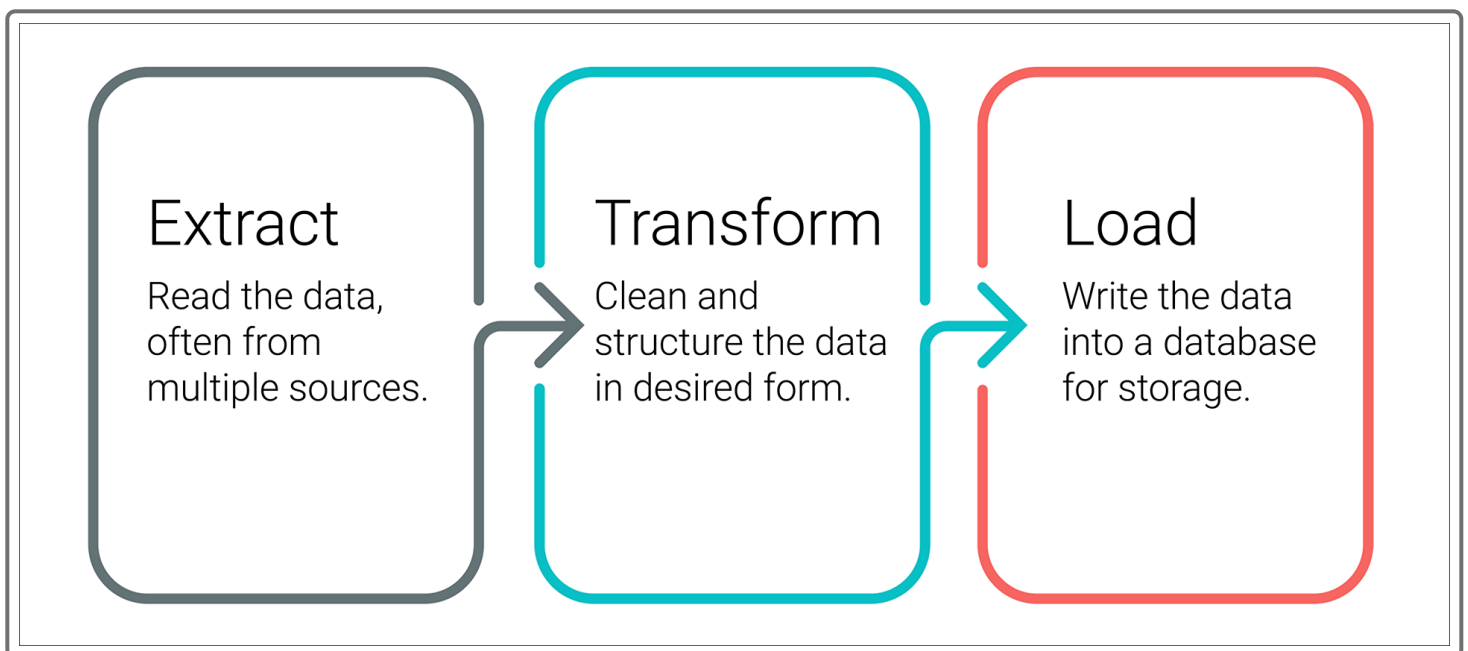 Extract
Read the data,
often from
multiple sources.
Transform
Clean and
structure the data
in desired form.
Load
Write the data
into a database
for storage.